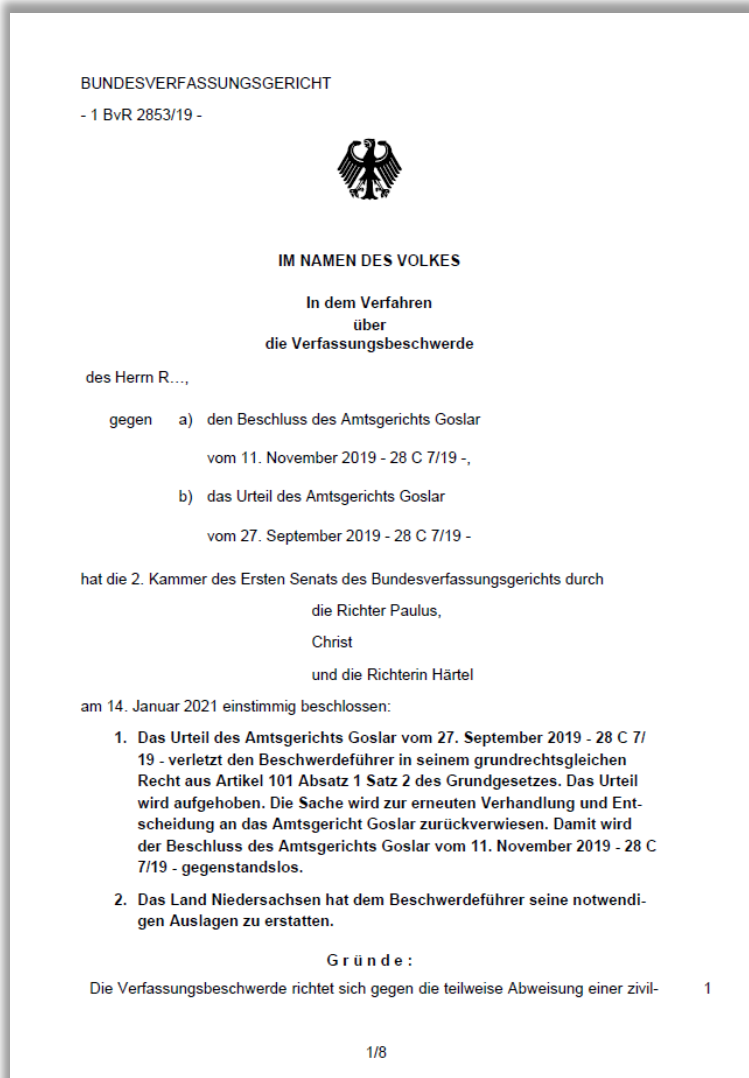 BUNDESVERFASSUNGSGERICHT
- 1 BvR 2853/19 -
IM NAMEN DES VOLKES
In dem Verfahren
über
die Verfassungsbeschwerde
des Herrn R…,
gegen a) den Beschluss des Amtsgerichts Goslar
vom 11. November 2019 - 28 C 7/19 -,
b) das Urteil des Amtsgerichts Goslar
vom 27. September 2019 - 28 C 7/19 -
hat die 2. Kammer des Ersten Senats des Bundesverfassungsgerichts durch
die Richter Paulus,
Christ
und die Richterin Härtel
am 14. Januar 2021 einstimmig beschlossen:
1. Das Urteil des Amtsgerichts Goslar vom 27. September 2019 - 28 C 7/
19 - verletzt den Beschwerdeführer in seinem grundrechtsgleichen
Recht aus Artikel 101 Absatz 1 Satz 2 des Grundgesetzes. Das Urteil
wird aufgehoben. Die Sache wird zur erneuten Verhandlung und Ent-
scheidung an das Amtsgericht Goslar zurückverwiesen. Damit wird
der Beschluss des Amtsgerichts Goslar vom 11. November 2019 - 28 C
7/19 - gegenstandslos.
2. Das Land Niedersachsen hat dem Beschwerdeführer seine notwendi-
gen Auslagen zu erstatten.
G r ü n d e :
Die Verfassungsbeschwerde richtet sich gegen die teilweise Abweisung einer zivil- 1
1/8